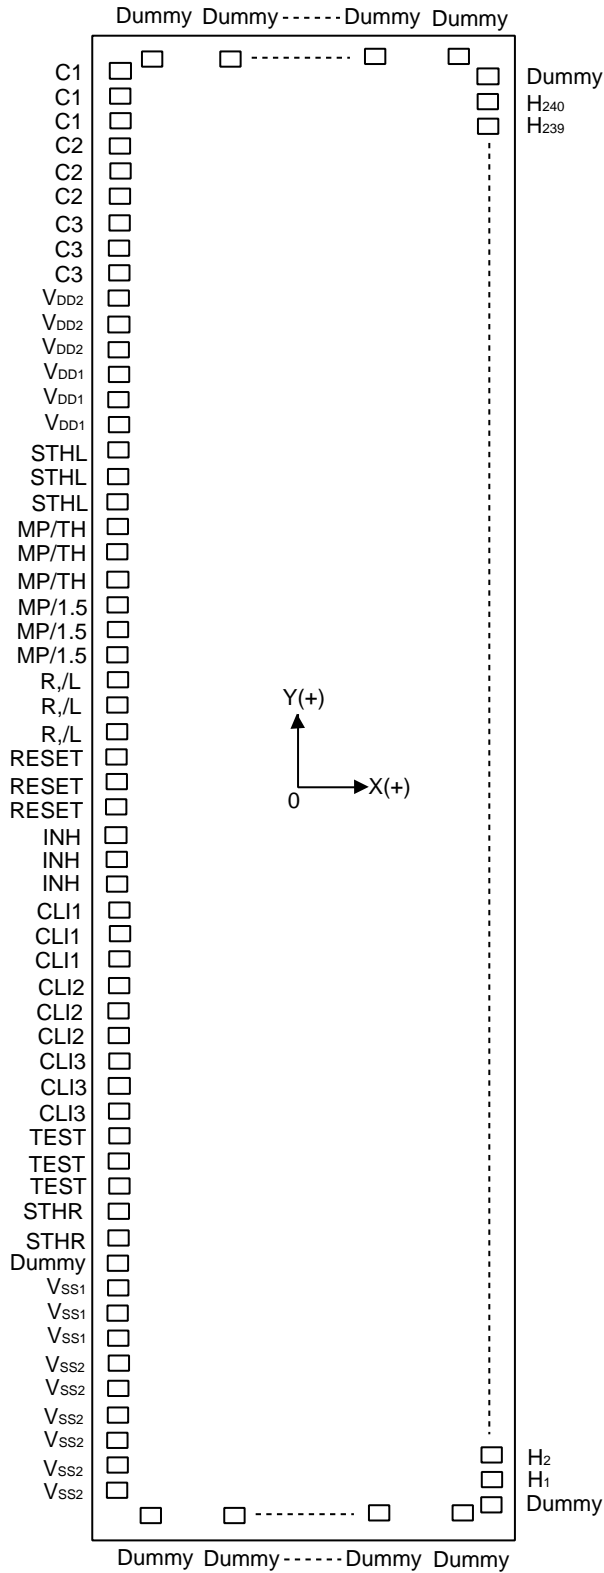 Dummy Dummy ------ Dummy Dummy
C1
C1
C1
C2
C2
C2
C3
C3
C3
VDD2
VDD2
VDD2
VDD1
VDD1
VDD1
STHL
STHL
STHL
MP/TH
MP/TH
MP/TH
MP/1.5
MP/1.5
MP/1.5
R,/L
R,/L
R,/L
RESET
RESET
RESET
INH
INH
INH
CLI1
CLI1
CLI1
CLI2
CLI2
CLI2
CLI3
CLI3
CLI3
TEST
TEST
TEST
STHR
STHR
Dummy
VSS1
VSS1
VSS1
VSS2
VSS2
VSS2
VSS2
VSS2
VSS2
Y(+)
X(+)
0
Dummy
H240
H239
H2
H1
Dummy
Dummy Dummy ------ Dummy Dummy